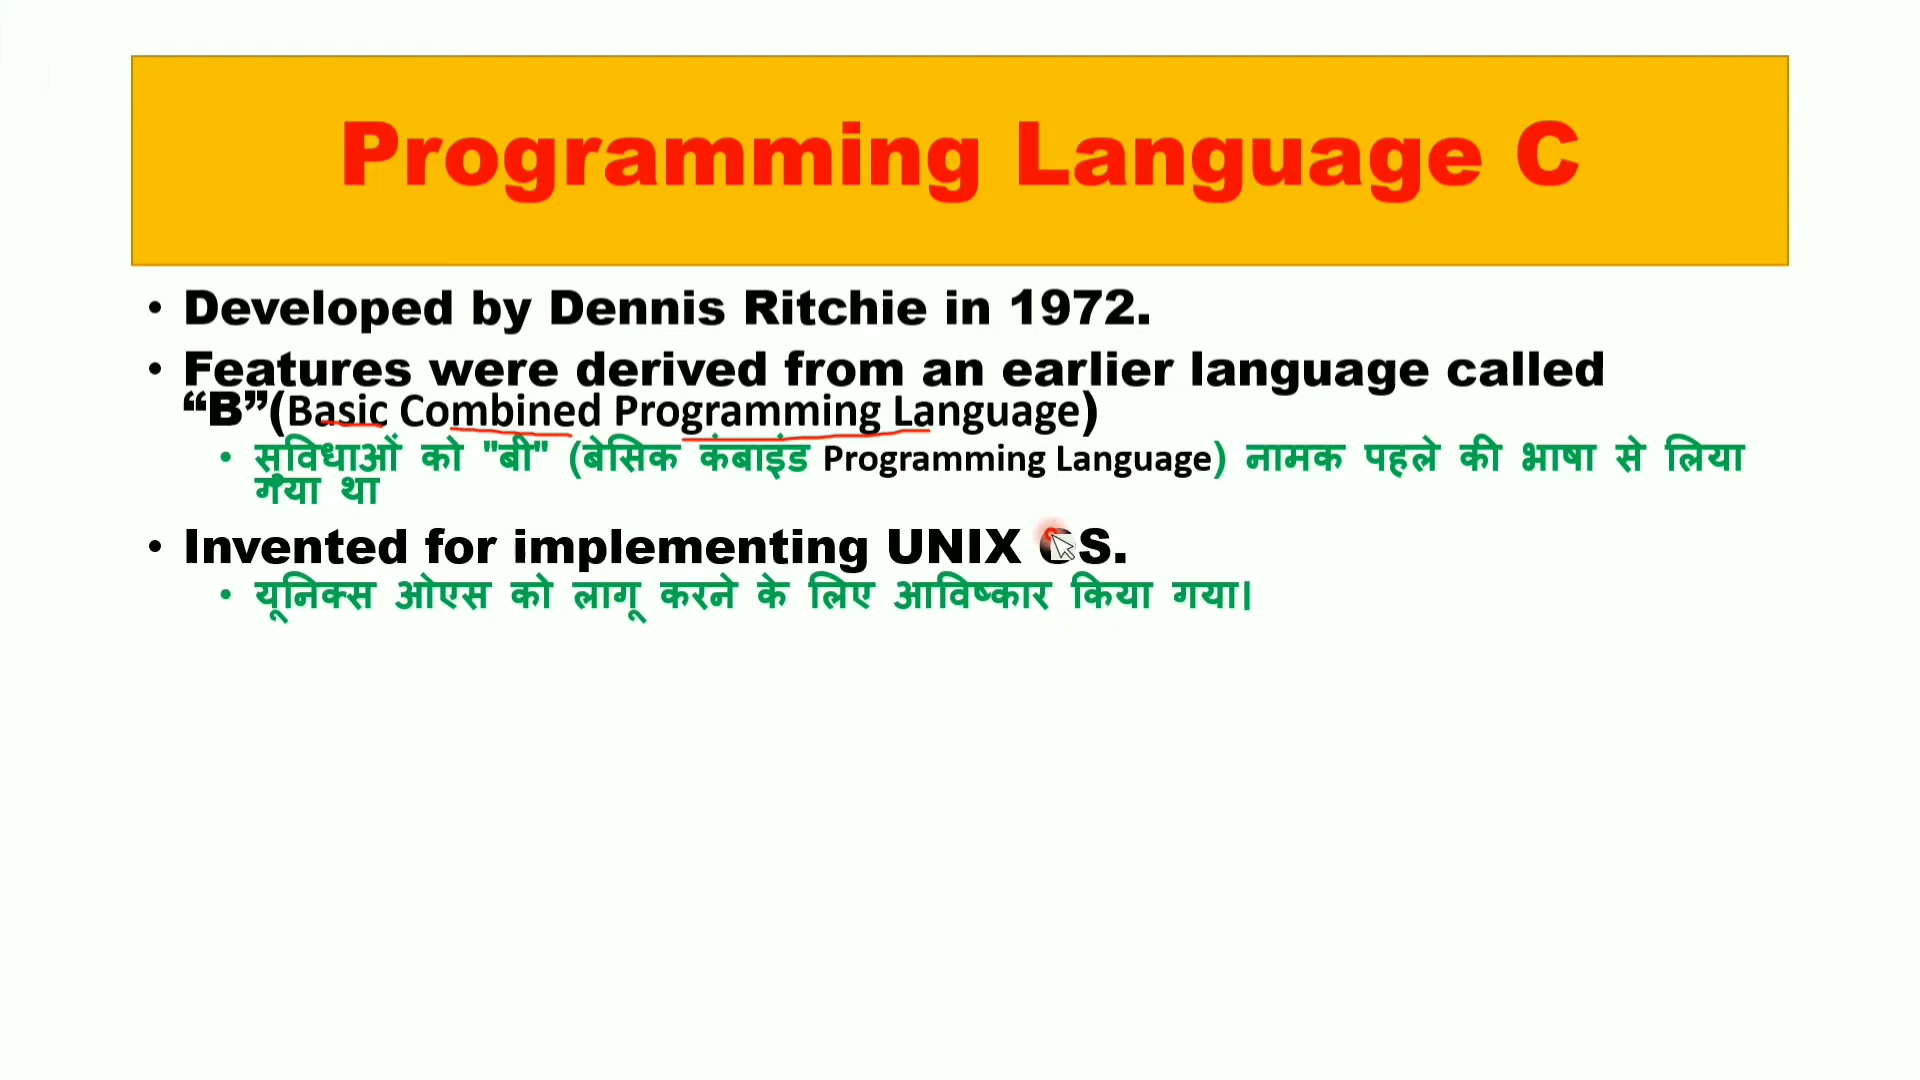 Programming Language C
• Developed by Dennis Ritchie in 1972.
• Features were derived from an earlier language called
“B”(Basic Combined Programming Language)
• सुविधाओं को "बी" (बेसिक कंबाइंड Programming Language) नामक पहले की भाषा से लिया
गया था
• Invented for implementing UNIX OS.
• यूनिक्स ओएस को लागू करने के लिए आविष्कार किया गया।